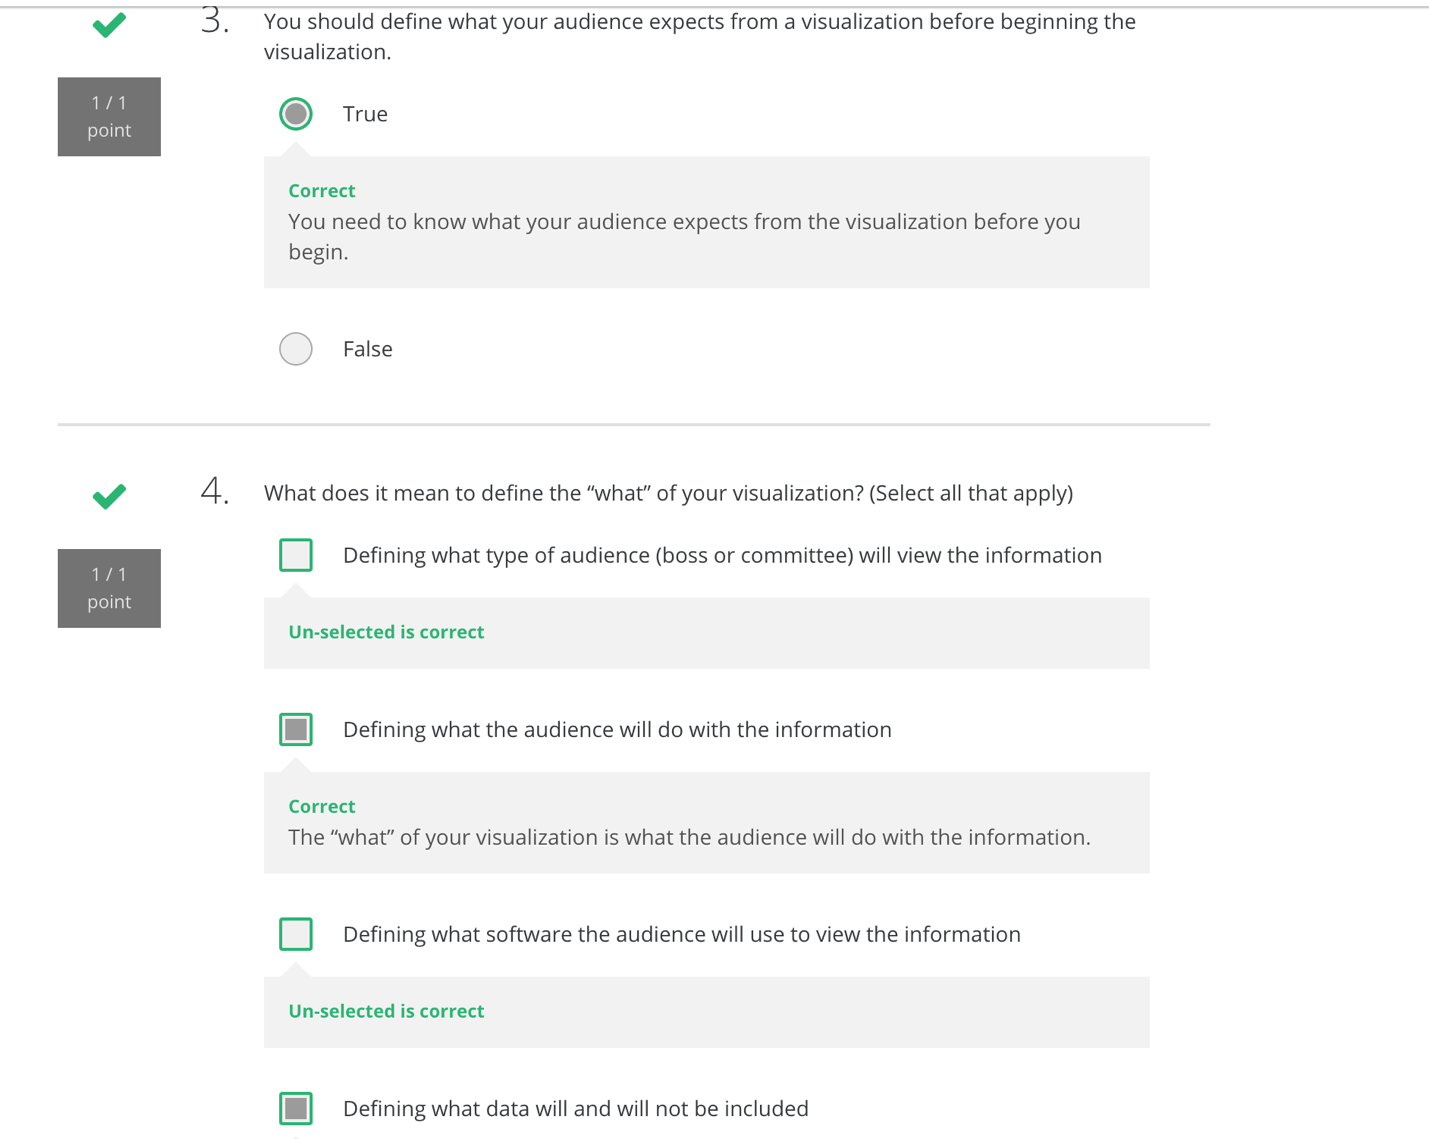 3.
You should define what your audience expects from a visualization before beginning the
visualization.
1 / 1
point
True
Correct
You need to know what your audience expects from the visualization before you
begin.
False
4.
What does it mean to define the “what” of your visualization? (Select all that apply)
1 / 1
point
Defining what type of audience (boss or committee) will view the information
Un-selected is correct
Defining what the audience will do with the information
Correct
The “what” of your visualization is what the audience will do with the information.
Defining what software the audience will use to view the information
Un-selected is correct
Defining what data will and will not be included